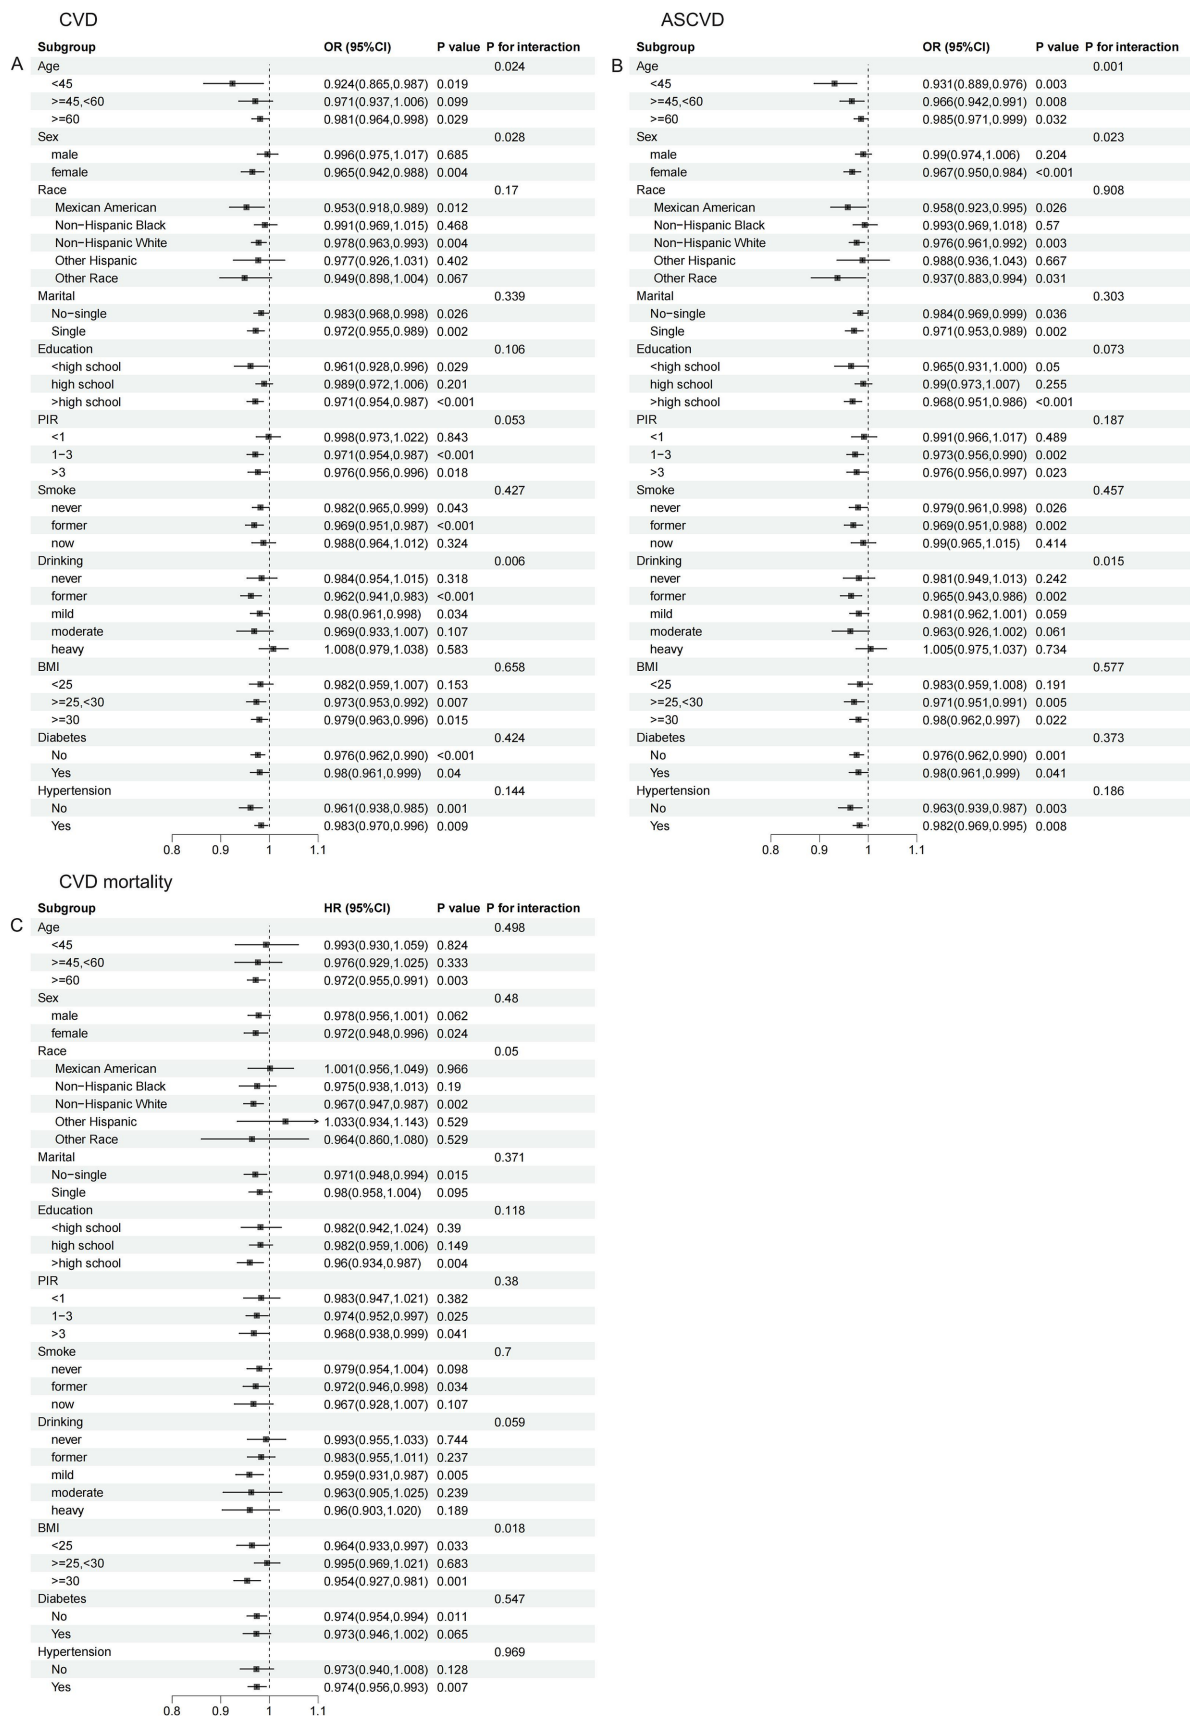 CVD
A
Subgroup OR (95%CI) P value P for interaction
Age 0.024
<45 0.924(0.865,0.987) 0.019
>=45,<60 0.971(0.937,1.006) 0.099
>=60 0.981(0.964,0.998) 0.029
Sex 0.028
male 0.996(0.975,1.017) 0.685
female 0.965(0.942,0.988) 0.004
Race 0.17
Mexican American 0.953(0.918,0.989) 0.012
Non−Hispanic Black 0.991(0.969,1.015) 0.468
Non−Hispanic White 0.978(0.963,0.993) 0.004
Other Hispanic 0.977(0.926,1.031) 0.402
Other Race 0.949(0.898,1.004) 0.067
Marital 0.339
No−single 0.983(0.968,0.998) 0.026
Single 0.972(0.955,0.989) 0.002
Education 0.106
<high school 0.961(0.928,0.996) 0.029
high school 0.989(0.972,1.006) 0.201
>high school 0.971(0.954,0.987) <0.001
PIR 0.053
<1 0.998(0.973,1.022) 0.843
1−3 0.971(0.954,0.987) <0.001
>3 0.976(0.956,0.996) 0.018
Smoke 0.427
never 0.982(0.965,0.999) 0.043
former 0.969(0.951,0.987) <0.001
now 0.988(0.964,1.012) 0.324
Drinking 0.006
never 0.984(0.954,1.015) 0.318
former 0.962(0.941,0.983) <0.001
mild 0.98(0.961,0.998) 0.034
moderate 0.969(0.933,1.007) 0.107
heavy 1.008(0.979,1.038) 0.583
BMI 0.658
<25 0.982(0.959,1.007) 0.153
>=25,<30 0.973(0.953,0.992) 0.007
>=30 0.979(0.963,0.996) 0.015
Diabetes 0.424
No 0.976(0.962,0.990) <0.001
Yes 0.98(0.961,0.999) 0.04
Hypertension 0.144
No 0.961(0.938,0.985) 0.001
Yes 0.983(0.970,0.996) 0.009
0.8 0.9 1 1.1
ASCVD
B
Subgroup OR (95%CI) P value P for interaction
Age 0.001
<45 0.931(0.889,0.976) 0.003
>=45,<60 0.966(0.942,0.991) 0.008
>=60 0.985(0.971,0.999) 0.032
Sex 0.023
male 0.99(0.974,1.006) 0.204
female 0.967(0.950,0.984) <0.001
Race 0.908
Mexican American 0.958(0.923,0.995) 0.026
Non−Hispanic Black 0.993(0.969,1.018) 0.57
Non−Hispanic White 0.976(0.961,0.992) 0.003
Other Hispanic 0.988(0.936,1.043) 0.667
Other Race 0.937(0.883,0.994) 0.031
Marital 0.303
No−single 0.984(0.969,0.999) 0.036
Single 0.971(0.953,0.989) 0.002
Education 0.073
<high school 0.965(0.931,1.000) 0.05
high school 0.99(0.973,1.007) 0.255
>high school 0.968(0.951,0.986) <0.001
PIR 0.187
<1 0.991(0.966,1.017) 0.489
1−3 0.973(0.956,0.990) 0.002
>3 0.976(0.956,0.997) 0.023
Smoke 0.457
never 0.979(0.961,0.998) 0.026
former 0.969(0.951,0.988) 0.002
now 0.99(0.965,1.015) 0.414
Drinking 0.015
never 0.981(0.949,1.013) 0.242
former 0.965(0.943,0.986) 0.002
mild 0.981(0.962,1.001) 0.059
moderate 0.963(0.926,1.002) 0.061
heavy 1.005(0.975,1.037) 0.734
BMI 0.577
<25 0.983(0.959,1.008) 0.191
>=25,<30 0.971(0.951,0.991) 0.005
>=30 0.98(0.962,0.997) 0.022
Diabetes 0.373
No 0.976(0.962,0.990) 0.001
Yes 0.98(0.961,0.999) 0.041
Hypertension 0.186
No 0.963(0.939,0.987) 0.003
Yes 0.982(0.969,0.995) 0.008
0.8 0.9 1 1.1
CVD mortality
C
Subgroup HR (95%CI) P value P for interaction
Age 0.498
<45 0.993(0.930,1.059) 0.824
>=45,<60 0.976(0.929,1.025) 0.333
>=60 0.972(0.955,0.991) 0.003
Sex 0.48
male 0.978(0.956,1.001) 0.062
female 0.972(0.948,0.996) 0.024
Race 0.05
Mexican American 1.001(0.956,1.049) 0.966
Non−Hispanic Black 0.975(0.938,1.013) 0.19
Non−Hispanic White 0.967(0.947,0.987) 0.002
Other Hispanic 1.033(0.934,1.143) 0.529
Other Race 0.964(0.860,1.080) 0.529
Marital 0.371
No−single 0.971(0.948,0.994) 0.015
Single 0.98(0.958,1.004) 0.095
Education 0.118
<high school 0.982(0.942,1.024) 0.39
high school 0.982(0.959,1.006) 0.149
>high school 0.96(0.934,0.987) 0.004
PIR 0.38
<1 0.983(0.947,1.021) 0.382
1−3 0.974(0.952,0.997) 0.025
>3 0.968(0.938,0.999) 0.041
Smoke 0.7
never 0.979(0.954,1.004) 0.098
former 0.972(0.946,0.998) 0.034
now 0.967(0.928,1.007) 0.107
Drinking 0.059
never 0.993(0.955,1.033) 0.744
former 0.983(0.955,1.011) 0.237
mild 0.959(0.931,0.987) 0.005
moderate 0.963(0.905,1.025) 0.239
heavy 0.96(0.903,1.020) 0.189
BMI 0.018
<25 0.964(0.933,0.997) 0.033
>=25,<30 0.995(0.969,1.021) 0.683
>=30 0.954(0.927,0.981) 0.001
Diabetes 0.547
No 0.974(0.954,0.994) 0.011
Yes 0.973(0.946,1.002) 0.065
Hypertension 0.969
No 0.973(0.940,1.008) 0.128
Yes 0.974(0.956,0.993) 0.007
0.8 0.9 1 1.1